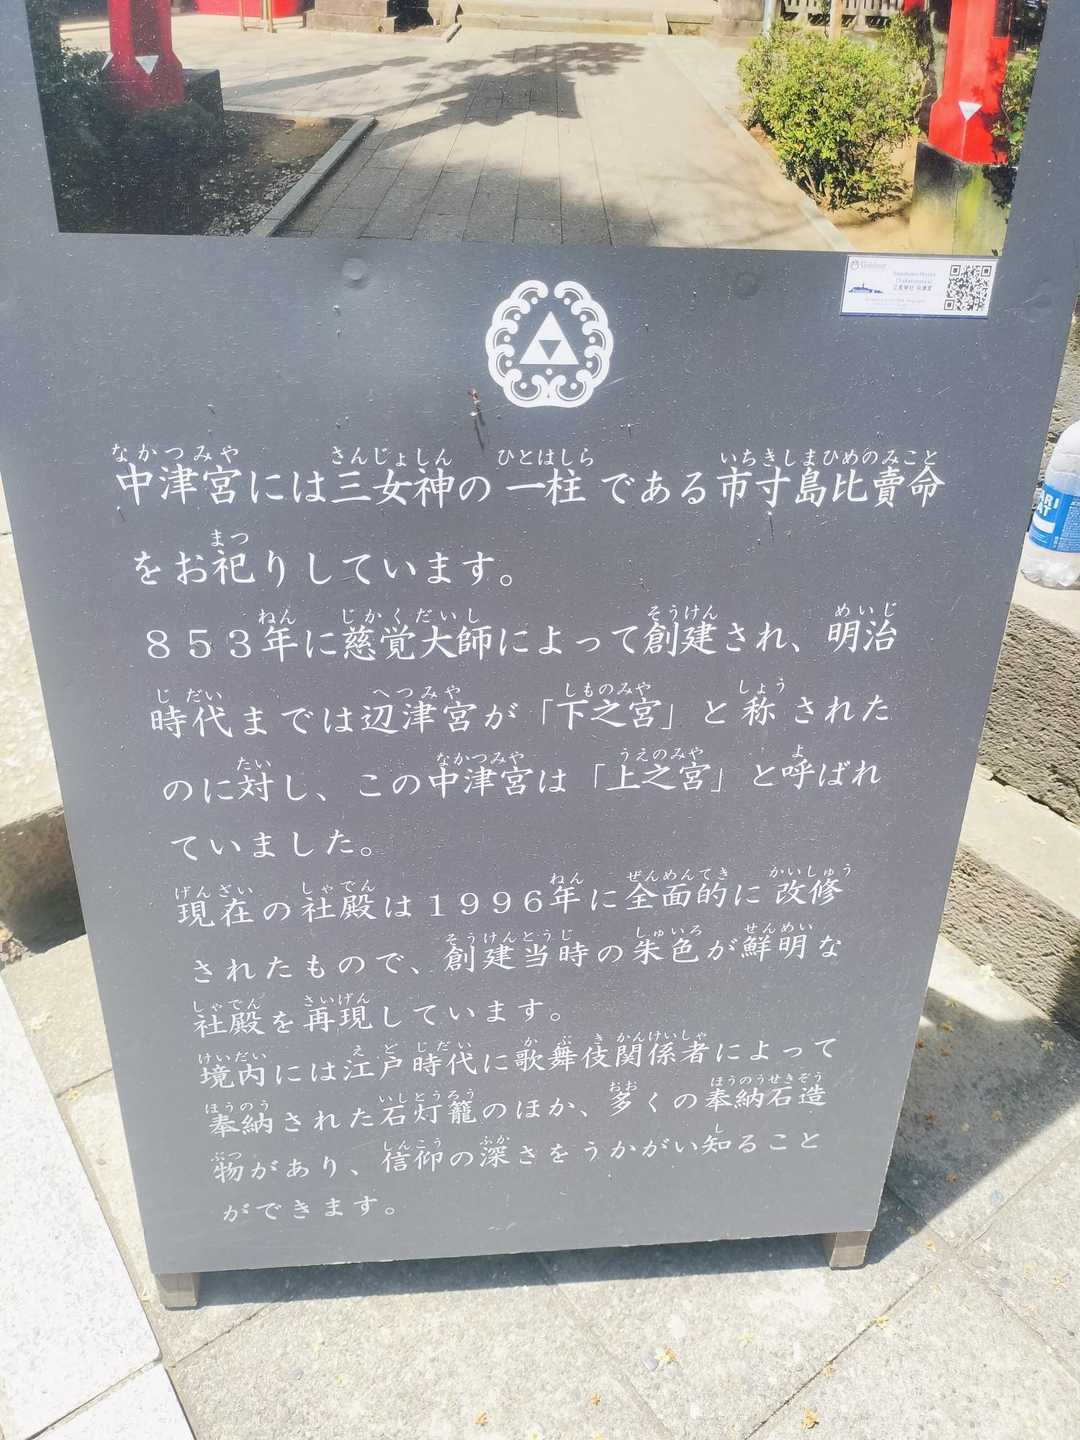 中津宮には三女神の一柱である市寸島比賣命
をお祀りしています。
853年に慈覚大師によって創建され、明治
時代までは辺津宮が「下之宮」と称された
のに対し、この中津宮は「上之宮」と呼ばれ
ていました。
現在の社殿は1996年に全面的に改修
されたもので、創建当時の朱色が鮮明な
社殿を再現しています。
境内には江戸時代に歌舞伎関係者によって
奉納された石灯籠のほか、多くの奉納石造
物があり、信仰の深さをうかがい知ること
ができます。